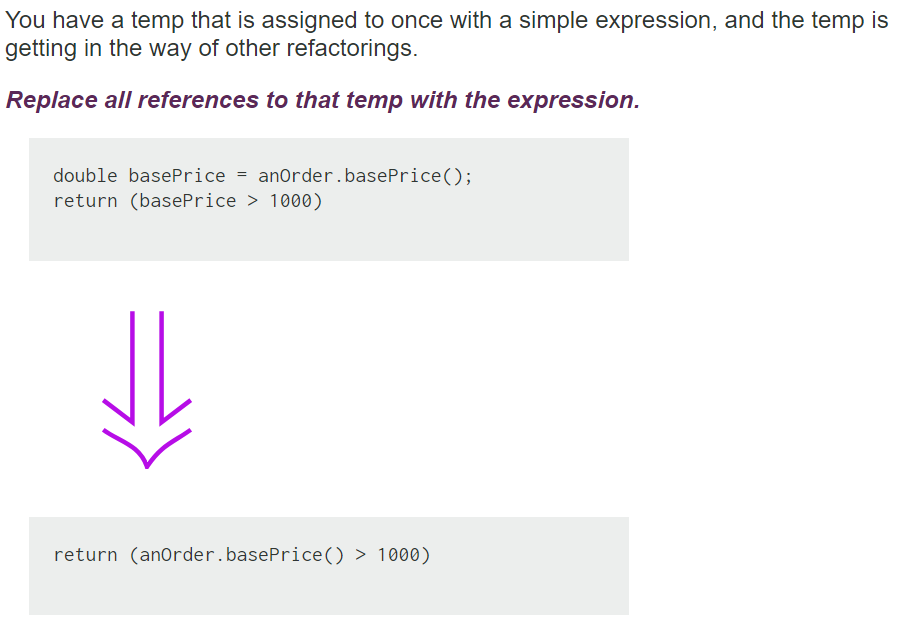 You have a temp that is assigned to once with a simple expression, and the temp is
getting in the way of other refactorings.
Replace all references to that temp with the expression.
double basePrice = anOrder.basePrice();
return (basePrice > 1000)
return (anOrder.basePrice() > 1000)